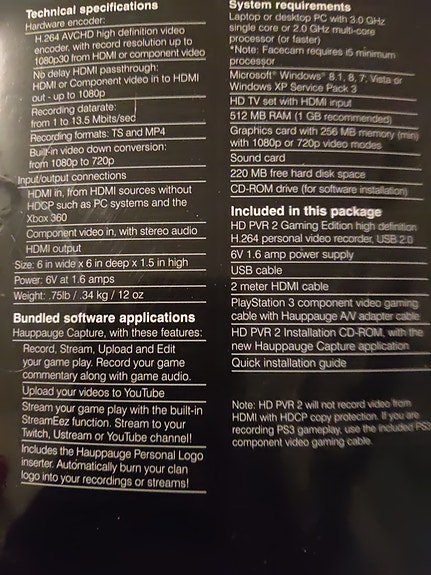 Technical specifications
Hardware encoder:
H.264 AVCHD high definition video
encoder, with record resolution up to
1080p30 from HDMI or component video
No delay HDMI passthrough:
HDMI or Component video in to HDMI
out - up to 1080p
Recording datarate:
from 1 to 13.5 Mbits/sec
Recording formats: TS and MP4
Built-in video down conversion:
from 1080p to 720p
Input/output connections
HDMI in, from HDMI sources without
HDCP such as PC systems and the
Xbox 360
Component video in, with stereo audio
HDMI output
Size: 6 in wide x 6 in deep x 1.5 in high
Power: 6V at 1.6 amps
Weight: .75lb / .34 kg / 12 oz
Bundled software applications
Hauppauge Capture, with these features:
Record, Stream, Upload and Edit
your game play. Record your game
commentary along with game audio.
Upload your videos to YouTube
Stream your game play with the built-in
StreamEez function. Stream to your
Twitch, Ustream or YouTube channel!
Includes the Hauppauge Personal Logo
inserter. Automatically burn your clan
logo into your recordings or streams!
System requirements
Laptop or desktop PC with 3.0 GHz
single core or 2.0 GHz multi-core
processor (or faster)
*Note: Facecam requires i5 minimum
processor
Microsoft® Windows® 8.1, 8, 7, Vista or
Windows XP Service Pack 3
HD TV set with HDMI input
512 MB RAM (1 GB recommended)
Graphics card with 256 MB memory (min)
with 1080p or 720p video modes
Sound card
220 MB free hard disk space
CD-ROM drive (for software installation)
Included in this package
HD PVR 2 Gaming Edition high definition
H.264 personal video recorder, USB 2.0
6V 1.6 amp power supply
USB cable
2 meter HDMI cable
PlayStation 3 component video gaming
cable with Hauppauge A/V adapter cable
HD PVR 2 Installation CD-ROM, with the
new Hauppauge Capture application
Quick installation guide
Note: HD PVR 2 will not record video from
HDMI with HDCP copy protection. If you are
recording PS3 gameplay, use the included PS3
component video gaming cable.